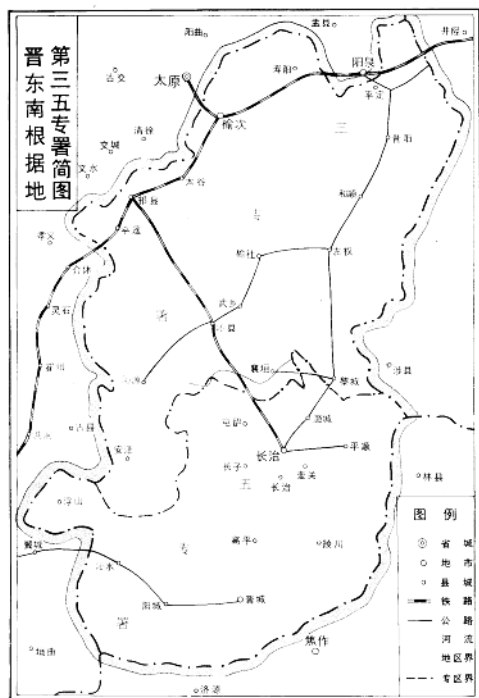 第三五专署简图
晋东南根据地
阳曲
盂县
井陉
古交
太原
寿阳
阳泉
平定
清徐
榆次
三
昔阳
交城
文水
太谷
和顺
祁县
孝义
平遥
专
榆社
左权
介休
灵石
武乡
沁县
署
霍州
襄垣
黎城
涉县
沁源
古县
屯留
潞城
安泽
长治
平顺
长子
壶关
长治
五
林县
浮山
翼城
高平
陵川
专
沁水
阳城
晋城
署
焦作
垣曲
济源
图例
省城
地市
县城
铁路
公路
河流
地区界
专区界